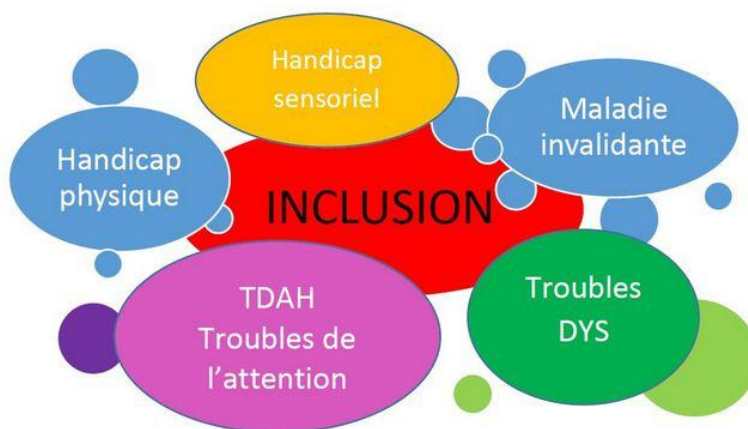 Handicap
sensoriel
Maladie
invalidante
Handicap
physique
INCLUSION
TDAH
Troubles de
l’attention
Troubles
DYS